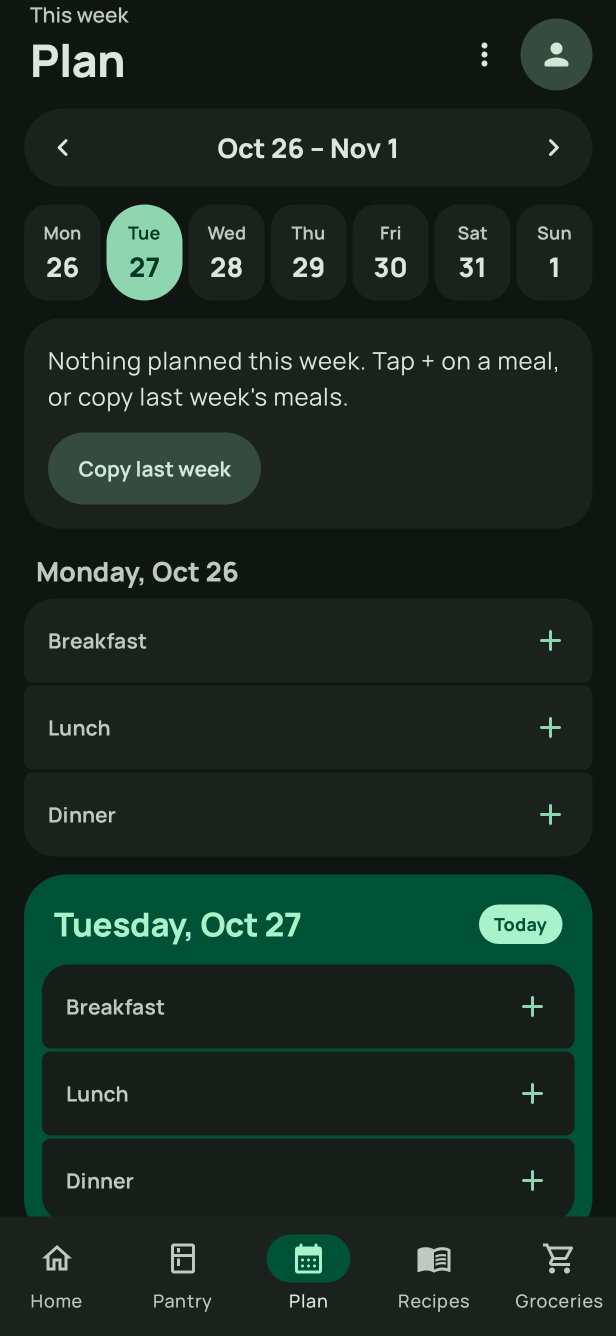 This week
Plan
Oct 26 – Nov 1
Mon Tue Wed Thu Fri Sat Sun
26 27 28 29 30 31 1
Nothing planned this week. Tap + on a meal,
or copy last week's meals.
Copy last week
Monday, Oct 26
Breakfast
Lunch
Dinner
Tuesday, Oct 27 Today
Breakfast
Lunch
Dinner
Home Pantry Plan Recipes Groceries